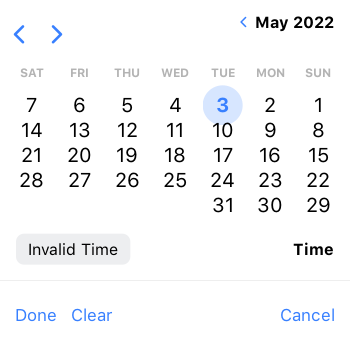 May 2022
SAT FRI THU WED TUE MON SUN
7 6 5 4 3 2 1
14 13 12 11 10 9 8
21 20 19 18 17 16 15
28 27 26 25 24 23 22
31 30 29
Invalid Time Time
Done Clear Cancel